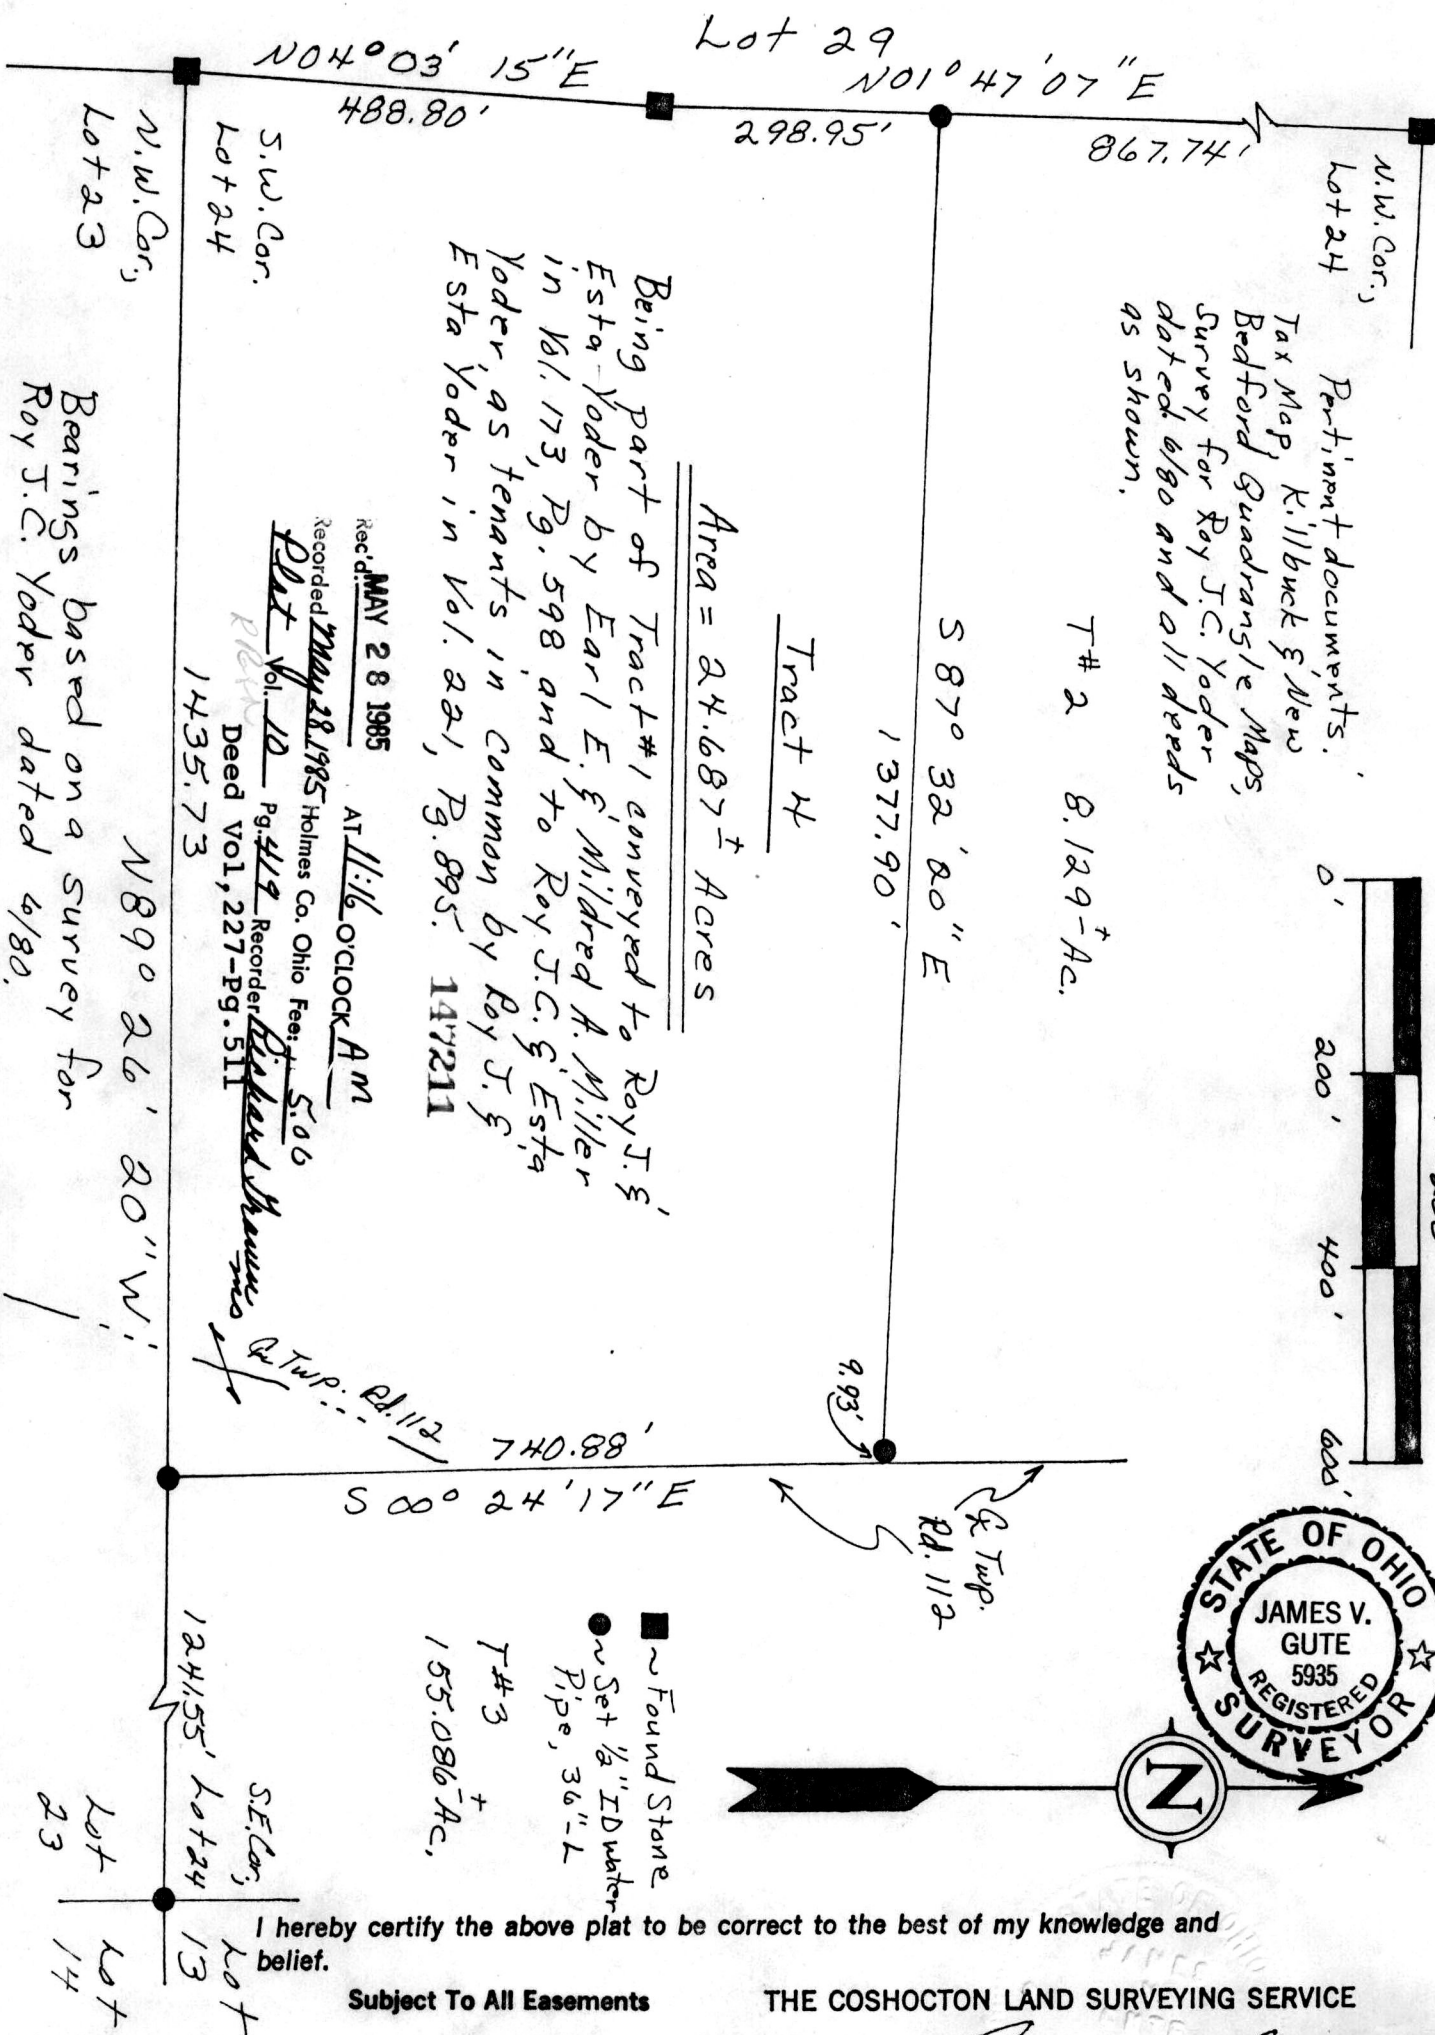 Lot 29
N04° 03' 15" E
488.80'
N01° 47' 07" E
298.95'
867.74'
N.W. Cor.,
Lot 24
S.W. Cor.
Lot 24
N.W. Cor.,
Lot 23
Pertinent documents:
Tax Map, Killbuck & New
Bedford Quadrangle Maps,
Survey for Roy J.C. Yoder
dated 6/80 and all deeds
as shown.
T#2 8.129± Ac.
S 87° 32' 20" E
1377.90'
Tract 4
Area = 24.687± Acres
Being part of Tract #1 conveyed to Roy J. &
Esta Yoder by Earl E. & Mildred A. Miller
in Vol. 173, Pg. 598 and to Roy J.C. & Esta
Yoder, as tenants in common by Roy J. &
Esta Yoder in Vol. 221, Pg. 895.
147211
Rec'd. MAY 28 1985 AT 11:16 O'CLOCK A M
Recorded May 28, 1985 Holmes Co. Ohio Fee: 5.06
Plat Vol. 10 Pg. 419 Recorder Richard
Deed Vol, 227-Pg. 511
1435.73
N89° 26' 20" W
Bearings based on a survey for
Roy J.C. Yoder dated 6/80.
0' 200' 400' 600'
9.93'
℄ Twp. Rd. 112
740.88'
S 00° 24' 17" E
℄ Twp.
Rd. 112
STATE OF OHIO
JAMES V.
GUTE
5935
REGISTERED
SURVEYOR
N
■ ~ Found Stone
● ~ Set 1/2" ID water
Pipe, 36"-L
T#3
155.086± Ac.
1241.55'
S.E. Cor,
Lot 24
Lot
23
Lot
13
Lot
14
I hereby certify the above plat to be correct to the best of my knowledge and
belief.
Subject To All Easements
THE COSHOCTON LAND SURVEYING SERVICE